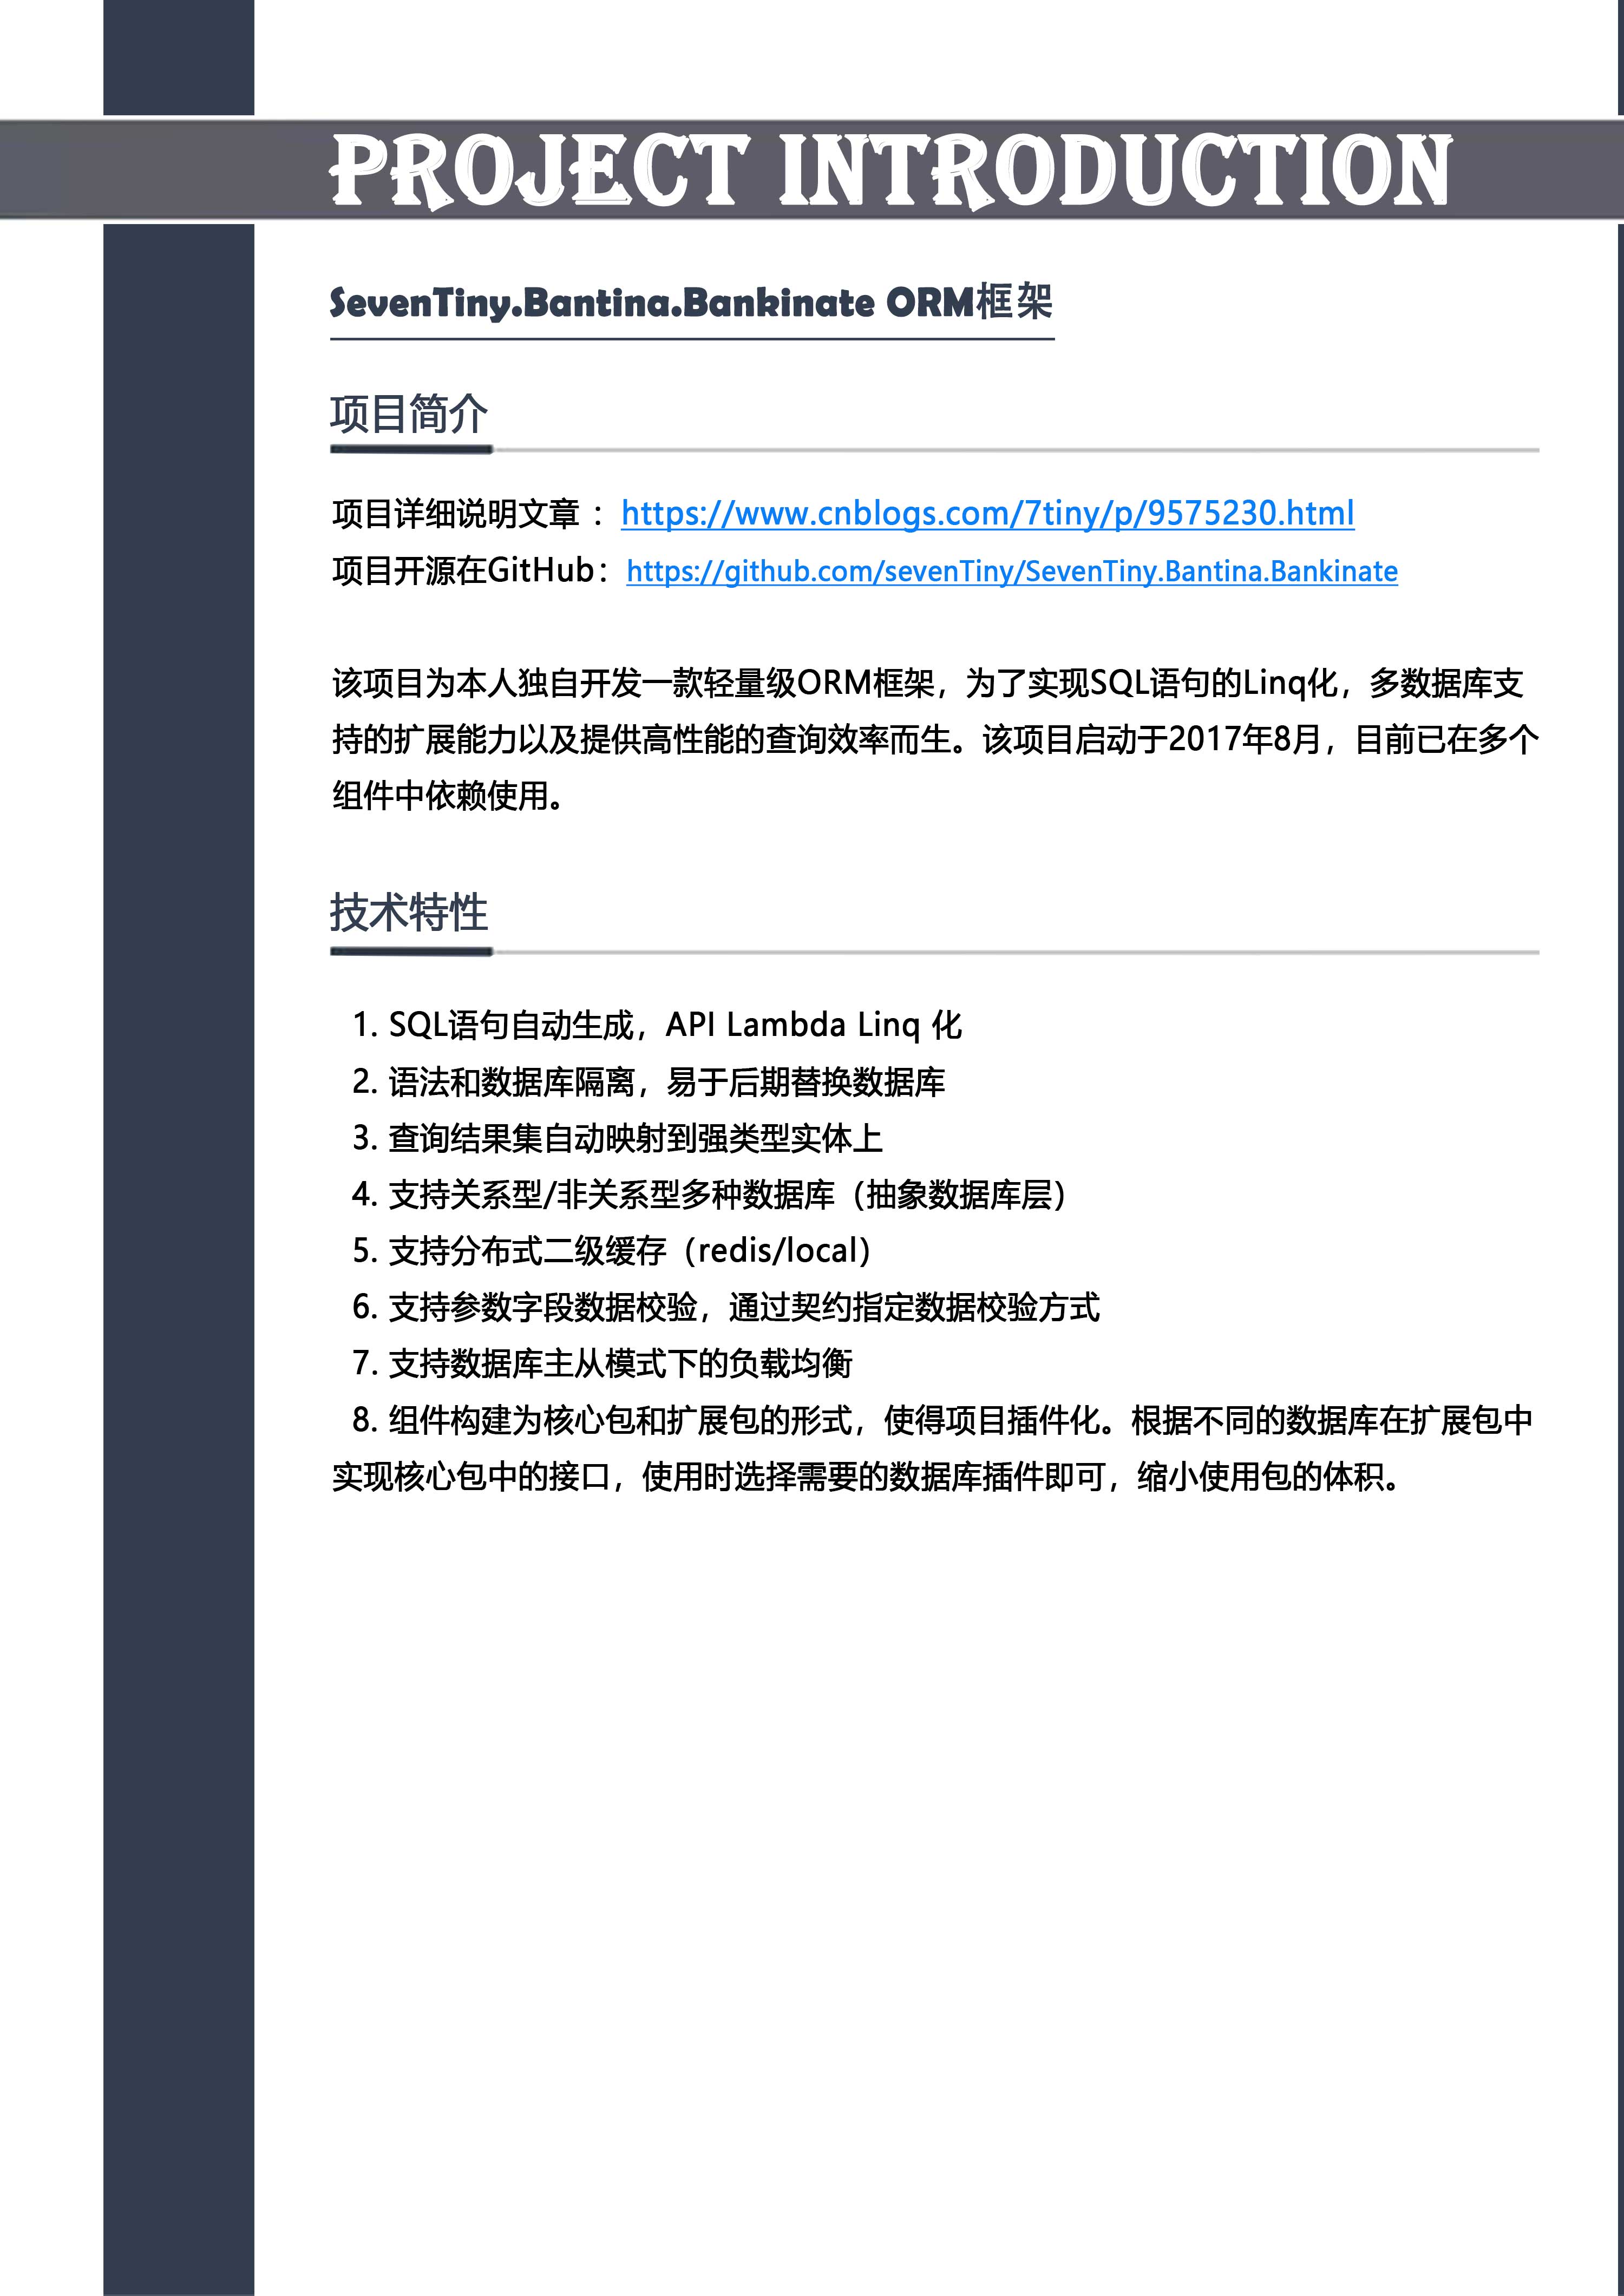 PROJECT INTRODUCTION
SevenTiny.Bantina.Bankinate ORM框架
项目简介
项目详细说明文章 ：https://www.cnblogs.com/7tiny/p/9575230.html
项目开源在GitHub：https://github.com/sevenTiny/SevenTiny.Bantina.Bankinate
该项目为本人独自开发一款轻量级ORM框架，为了实现SQL语句的Linq化，多数据库支
持的扩展能力以及提供高性能的查询效率而生。该项目启动于2017年8月，目前已在多个
组件中依赖使用。
技术特性
1. SQL语句自动生成，API Lambda Linq 化
2. 语法和数据库隔离，易于后期替换数据库
3. 查询结果集自动映射到强类型实体上
4. 支持关系型/非关系型多种数据库（抽象数据库层）
5. 支持分布式二级缓存（redis/local）
6. 支持参数字段数据校验，通过契约指定数据校验方式
7. 支持数据库主从模式下的负载均衡
8. 组件构建为核心包和扩展包的形式，使得项目插件化。根据不同的数据库在扩展包中
实现核心包中的接口，使用时选择需要的数据库插件即可，缩小使用包的体积。